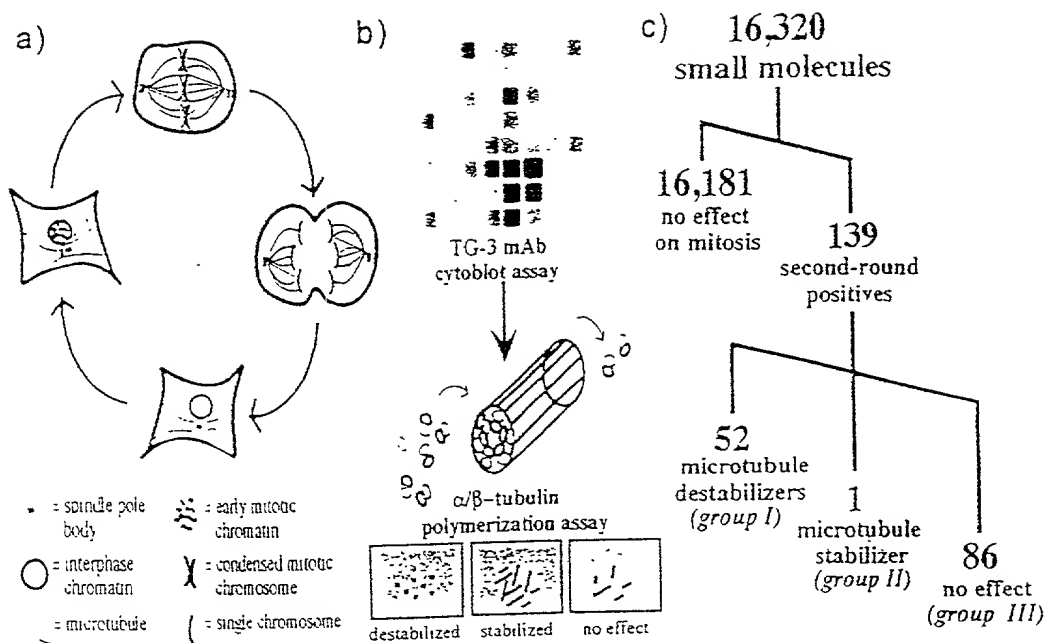 a)
= spindle pole
body
= early mitotic
chromatin
= interphase
chromatin
= condensed mitotic
chromosome
= microtubule
= single chromosome
b)
TG-3 mAb
cytoblot assay
α/β-tubulin
polymerization assay
destabilized
stabilized
no effect
c)
16,320
small molecules
16,181
no effect
on mitosis
139
second-round
positives
52
microtubule
destabilizers
(group I)
1
microtubule
stabilizer
(group II)
86
no effect
(group III)